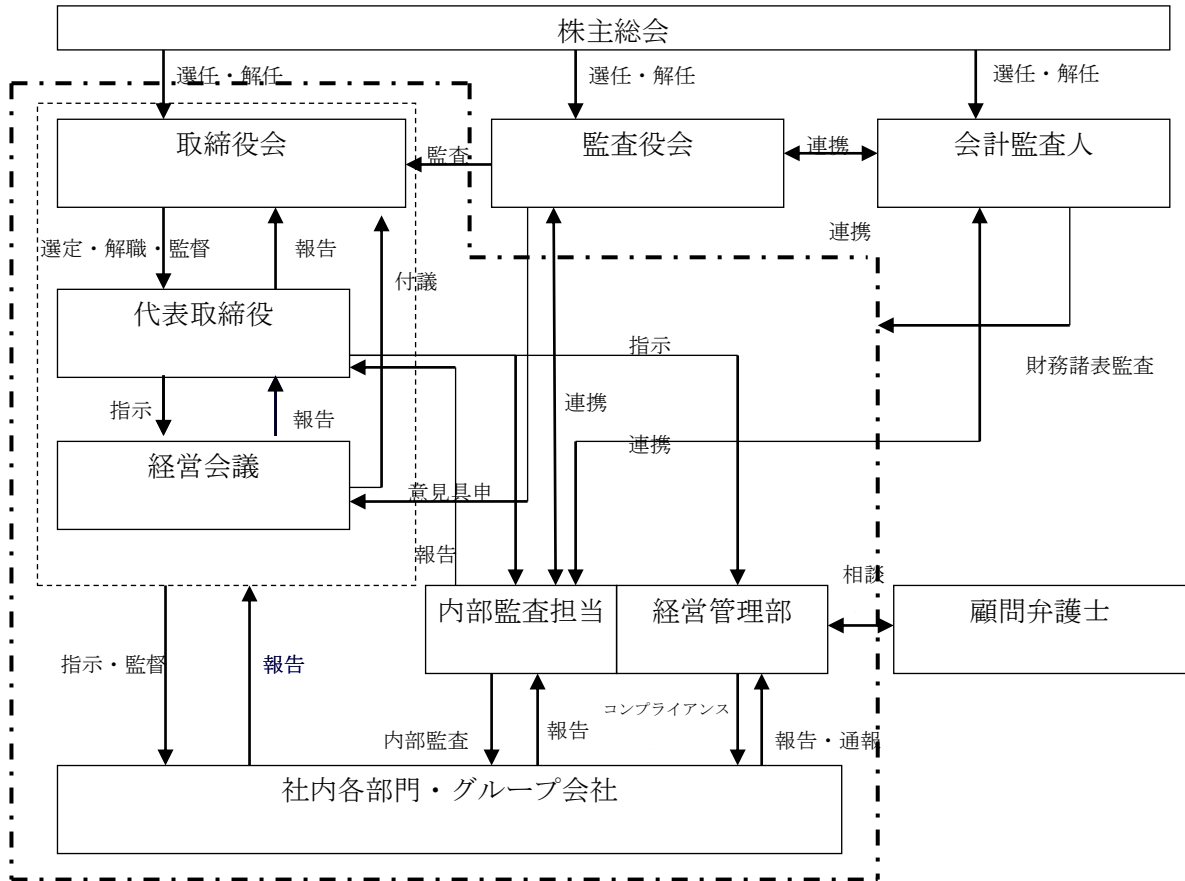 株主総会
選任・解任
選任・解任
選任・解任
取締役会
監査
監査役会
連携
会計監査人
選定・解職・監督
報告
付議
連携
代表取締役
指示
財務諸表監査
指示
報告
連携
連携
経営会議
意見具申
報告
相談
内部監査担当
経営管理部
顧問弁護士
指示・監督
報告
内部監査
報告
コンプライアンス
報告・通報
社内各部門・グループ会社